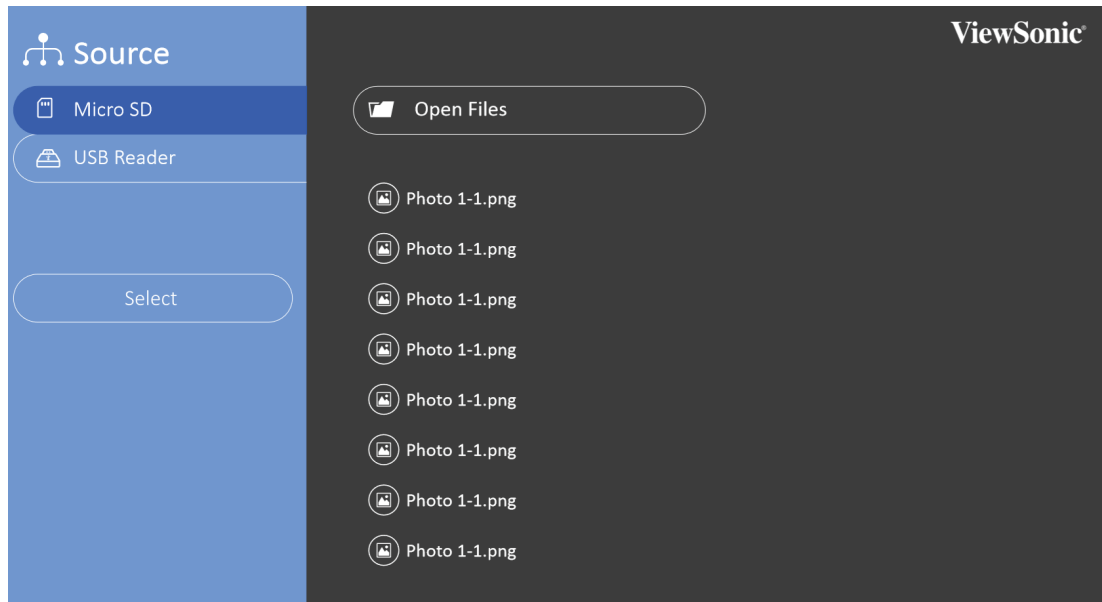 Source
Micro SD
USB Reader
Select
ViewSonic®
Open Files
Photo 1-1.png
Photo 1-1.png
Photo 1-1.png
Photo 1-1.png
Photo 1-1.png
Photo 1-1.png
Photo 1-1.png
Photo 1-1.png